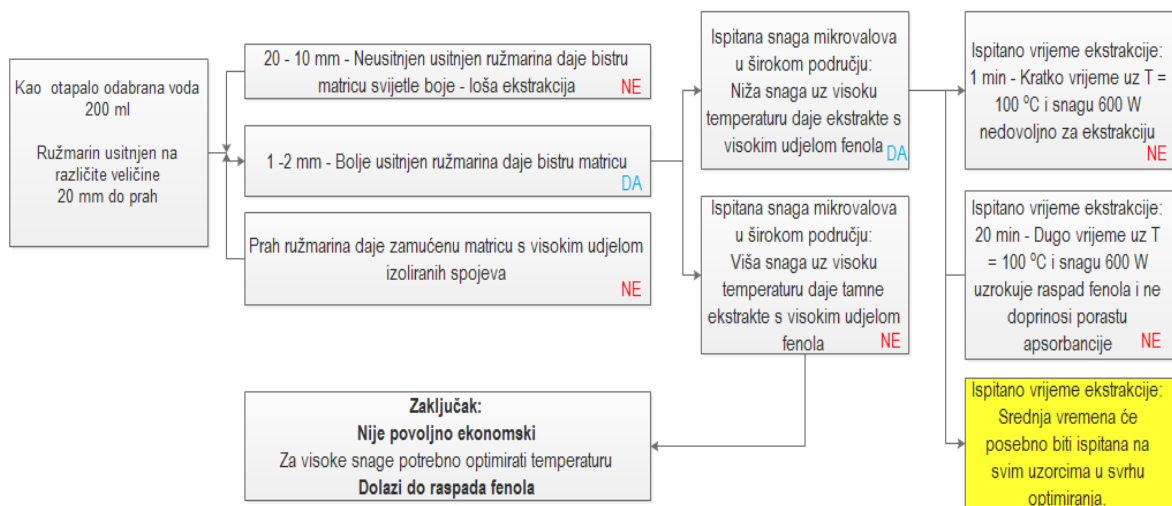 Kao otapalo odabrana voda
200 ml
Ružmarin usitnjen na
različite veličine
20 mm do prah
20 - 10 mm - Neusitnjen usitnjen ružmarina daje bistru
matricu svijetle boje - loša ekstrakcija
NE
1 -2 mm - Bolje usitnjen ružmarina daje bistru matricu
DA
Prah ružmarina daje zamućenu matricu s visokim udjelom
izoliranih spojeva
NE
Ispitana snaga mikrovalova
u širokom području:
Niža snaga uz visoku
temperaturu daje ekstrakte s
visokim udjelom fenola
DA
Ispitana snaga mikrovalova
u širokom području:
Viša snaga uz visoku
temperaturu daje tamne
ekstrakte s visokim udjelom
fenola
NE
Zaključak:
Nije povoljno ekonomski
Za visoke snage potrebno optimirati temperaturu
Dolazi do raspada fenola
Ispitano vrijeme ekstrakcije:
1 min - Kratko vrijeme uz T =
100 ⁰C i snagu 600 W
nedovoljno za ekstrakciju
NE
Ispitano vrijeme ekstrakcije:
20 min - Dugo vrijeme uz T
= 100 ⁰C i snagu 600 W
uzrokuje raspad fenola i ne
doprinosi porastu
apsorbancije
NE
Ispitano vrijeme ekstrakcije:
Srednja vremena će
posebno biti ispitana na
svim uzorcima u svrhu
optimiranja.